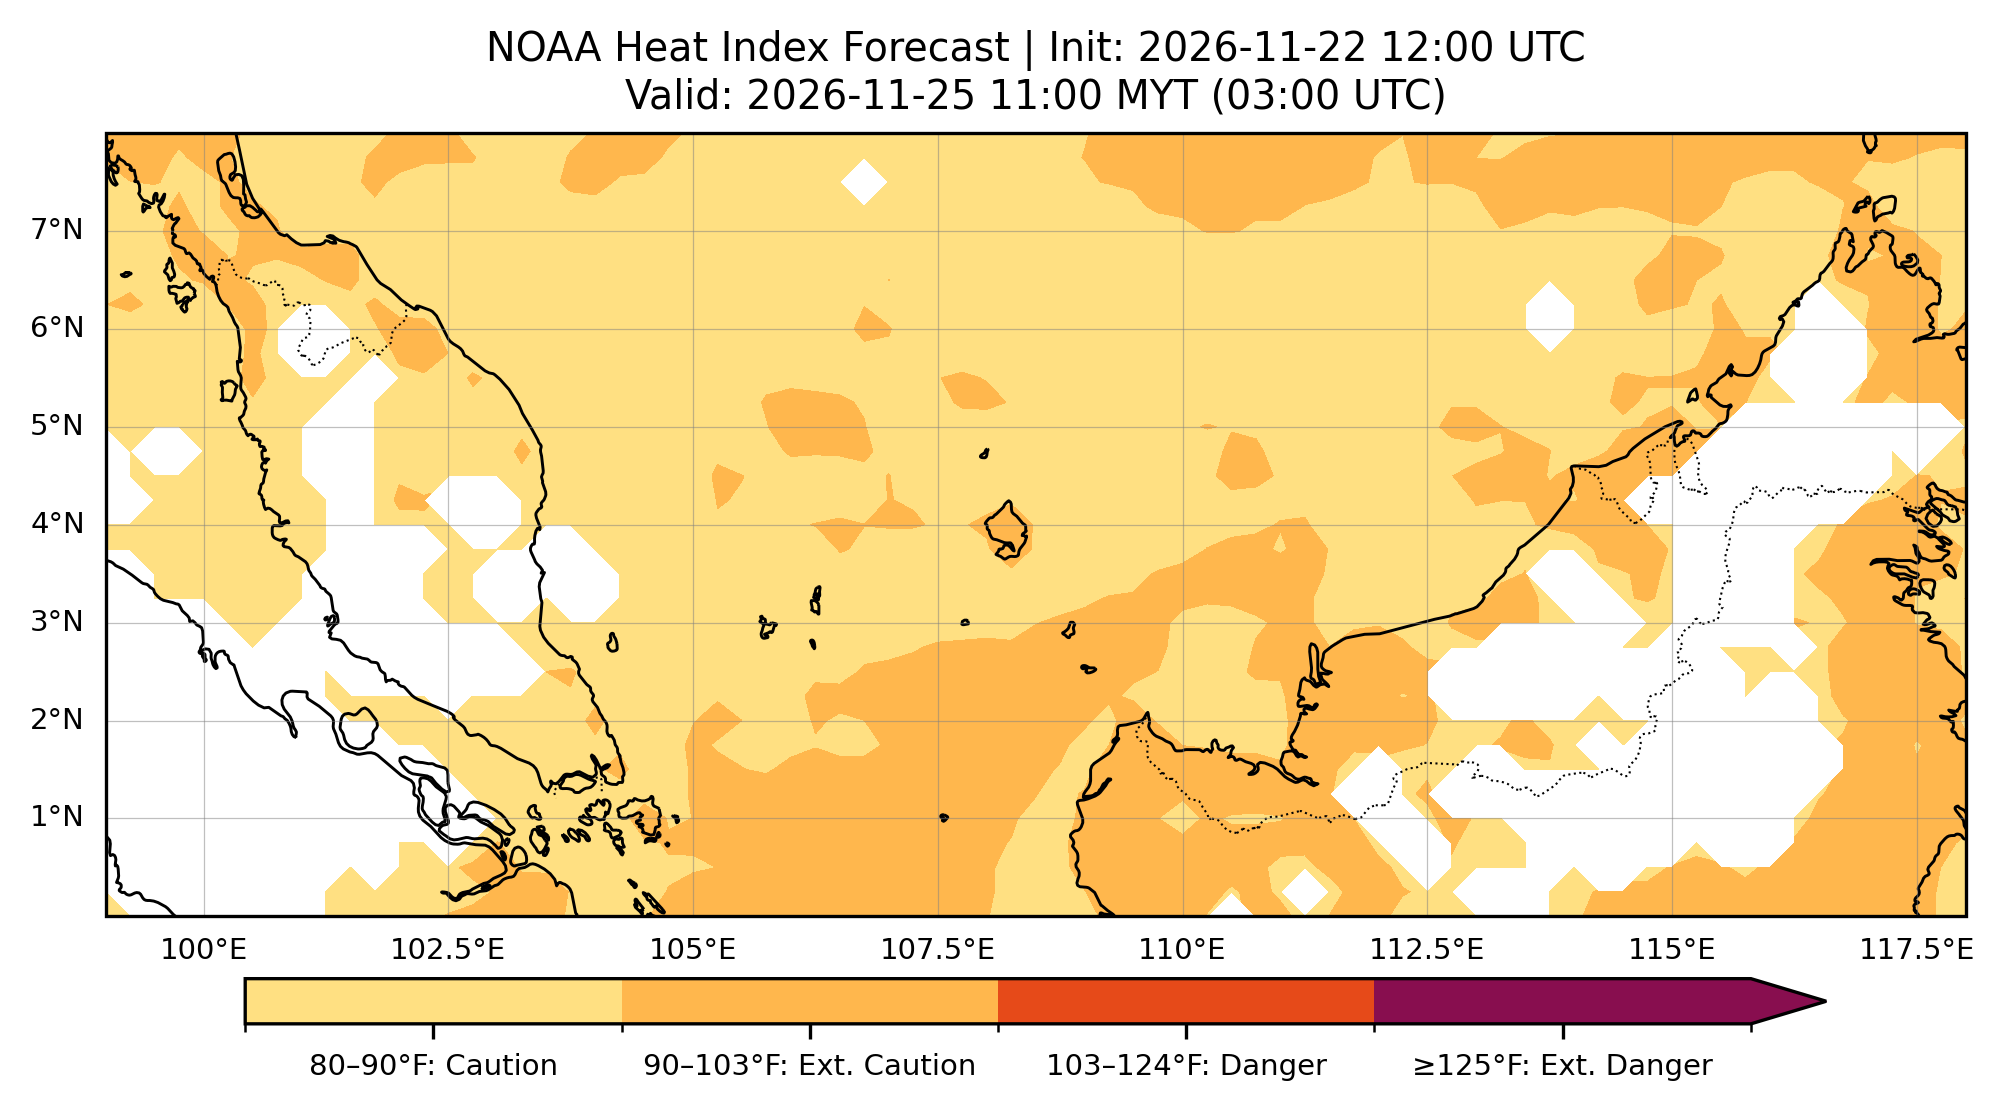 NOAA Heat Index Forecast | Init: 2026-11-22 12:00 UTC
Valid: 2026-11-25 11:00 MYT (03:00 UTC)
7°N
6°N
5°N
4°N
3°N
2°N
1°N
100°E 102.5°E 105°E 107.5°E 110°E 112.5°E 115°E 117.5°E
80–90°F: Caution 90–103°F: Ext. Caution 103–124°F: Danger ≥125°F: Ext. Danger